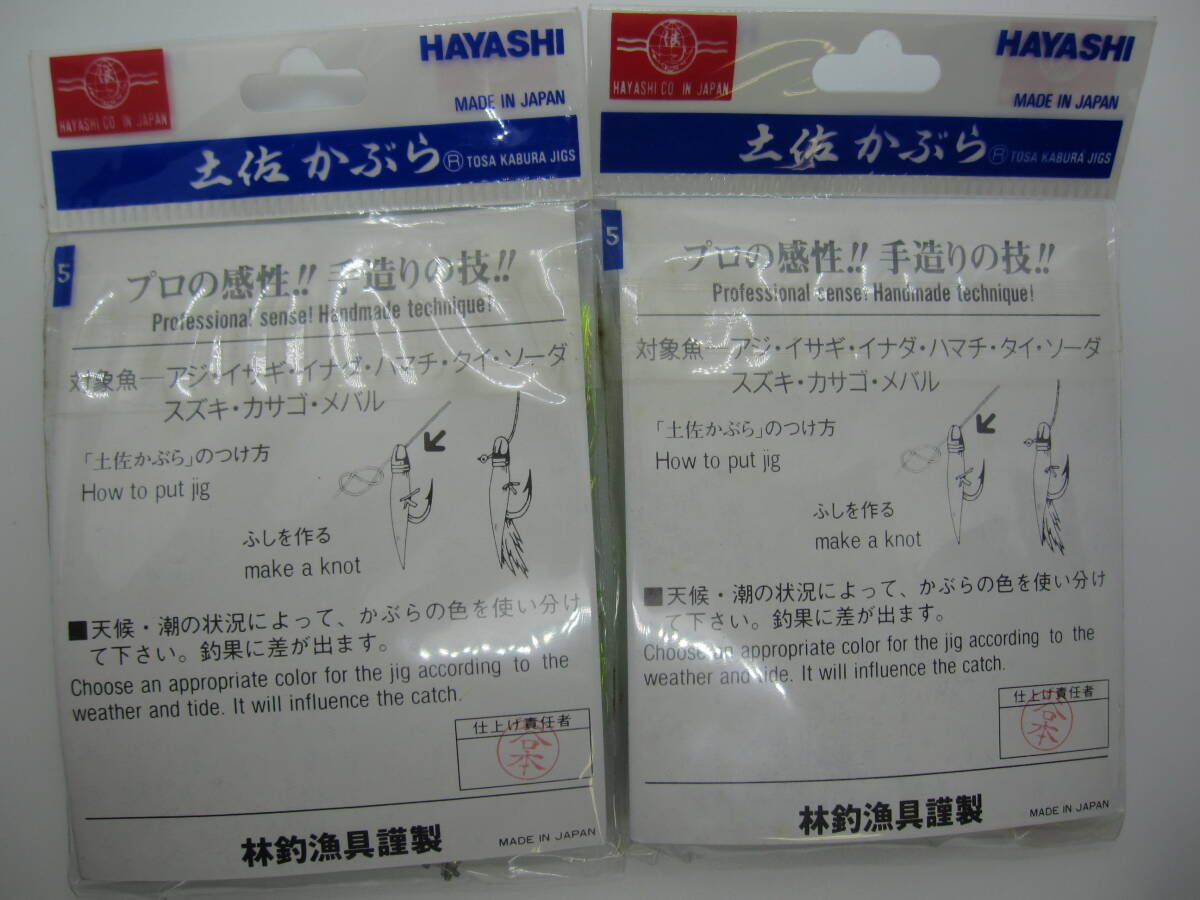 HAYASHI CO IN JAPAN
HAYASHI
MADE IN JAPAN
土佐かぶら® TOSA KABURA JIGS
5
プロの感性!! 手造りの技!!
Professional sense! Handmade technique!
対象魚―アジ・イサギ・イナダ・ハマチ・タイ・ソーダ
スズキ・カサゴ・メバル
「土佐かぶら」のつけ方
How to put jig
ふしを作る
make a knot
■天候・潮の状況によって、かぶらの色を使い分け
て下さい。釣果に差が出ます。
Choose an appropriate color for the jig according to the
weather and tide. It will influence the catch.
仕上げ責任者
谷本
林釣漁具謹製
MADE IN JAPAN
HAYASHI CO IN JAPAN
HAYASHI
MADE IN JAPAN
土佐かぶら® TOSA KABURA JIGS
5
プロの感性!! 手造りの技!!
Professional sense! Handmade technique!
対象魚―アジ・イサギ・イナダ・ハマチ・タイ・ソーダ
スズキ・カサゴ・メバル
「土佐かぶら」のつけ方
How to put jig
ふしを作る
make a knot
■天候・潮の状況によって、かぶらの色を使い分け
て下さい。釣果に差が出ます。
Choose an appropriate color for the jig according to the
weather and tide. It will influence the catch.
仕上げ責任者
谷本
林釣漁具謹製
MADE IN JAPAN